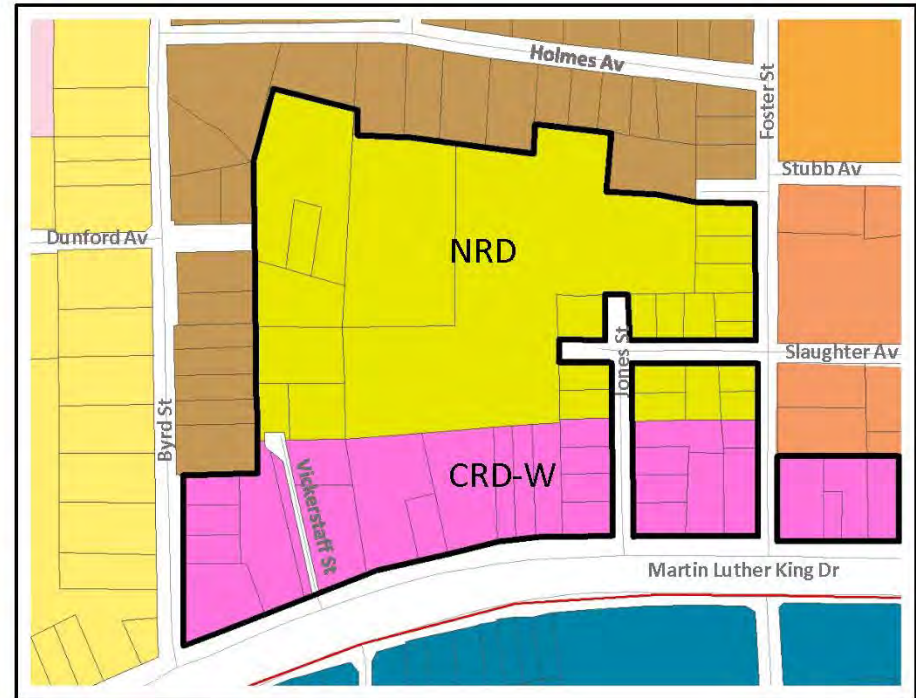 Holmes Av
Foster St
Stubb Av
Dunford Av
NRD
Jones St
Slaughter Av
Byrd St
Vickerstaff St
CRD-W
Martin Luther King Dr